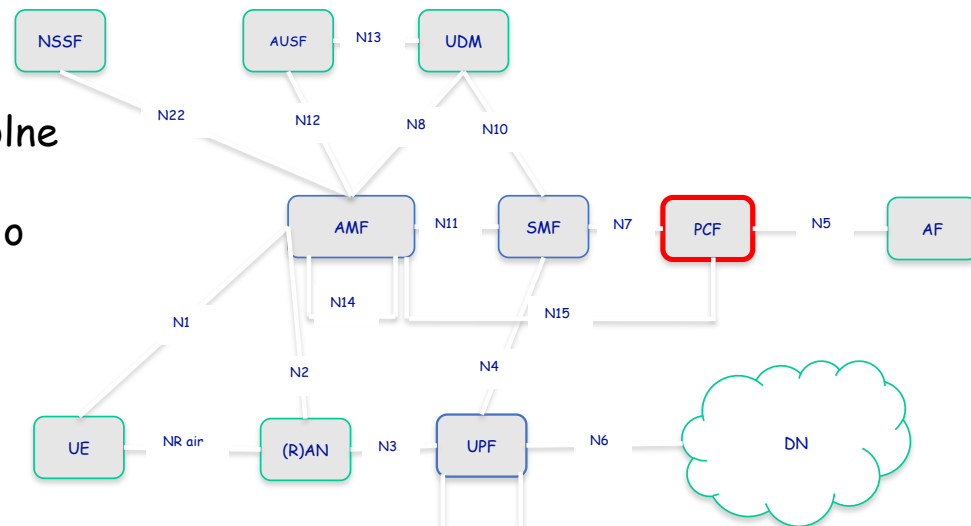 NSSF
AUSF
N13
UDM
N22
N12
N8
N10
olne
o
AMF
N11
SMF
N7
PCF
N5
AF
N14
N15
N1
N2
N4
UE
NR air
(R)AN
N3
UPF
N6
DN